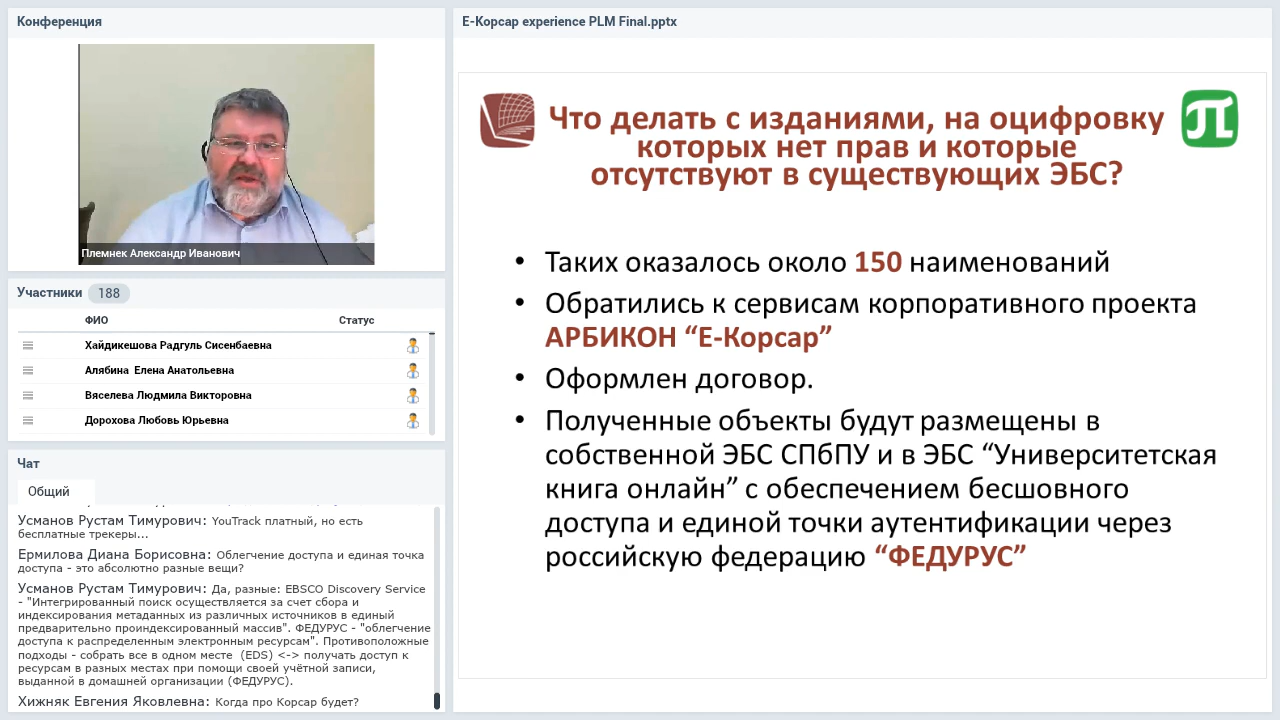 Конференция
Племнек Александр Иванович
Участники 188
ФИО Статус
Хайдикешова Радгуль Сисенбаевна
Алябина Елена Анатольевна
Вяселева Людмила Викторовна
Дорохова Любовь Юрьевна
Чат
Общий
Усманов Рустам Тимурович: YouTrack платный, но есть
бесплатные трекеры...
Ермилова Диана Борисовна: Облегчение доступа и единая точка
доступа - это абсолютно разные вещи?
Усманов Рустам Тимурович: Да, разные: EBSCO Discovery Service
- "Интегрированный поиск осуществляется за счет сбора и
индексирования метаданных из различных источников в единый
предварительно проиндексированный массив". ФЕДУРУС - "облегчение
доступа к распределенным электронным ресурсам". Противоположные
подходы - собрать все в одном месте (EDS) <-> получать доступ к
ресурсам в разных местах при помощи своей учётной записи,
выданной в домашней организации (ФЕДУРУС).
Хижняк Евгения Яковлевна: Когда про Корсар будет?
Е-Корсар experience PLM Final.pptx
Что делать с изданиями, на оцифровку
которых нет прав и которые
отсутствуют в существующих ЭБС?
• Таких оказалось около 150 наименований
• Обратились к сервисам корпоративного проекта
АРБИКОН “Е-Корсар”
• Оформлен договор.
• Полученные объекты будут размещены в
собственной ЭБС СПбПУ и в ЭБС “Университетская
книга онлайн” с обеспечением бесшовного
доступа и единой точки аутентификации через
российскую федерацию “ФЕДУРУС”